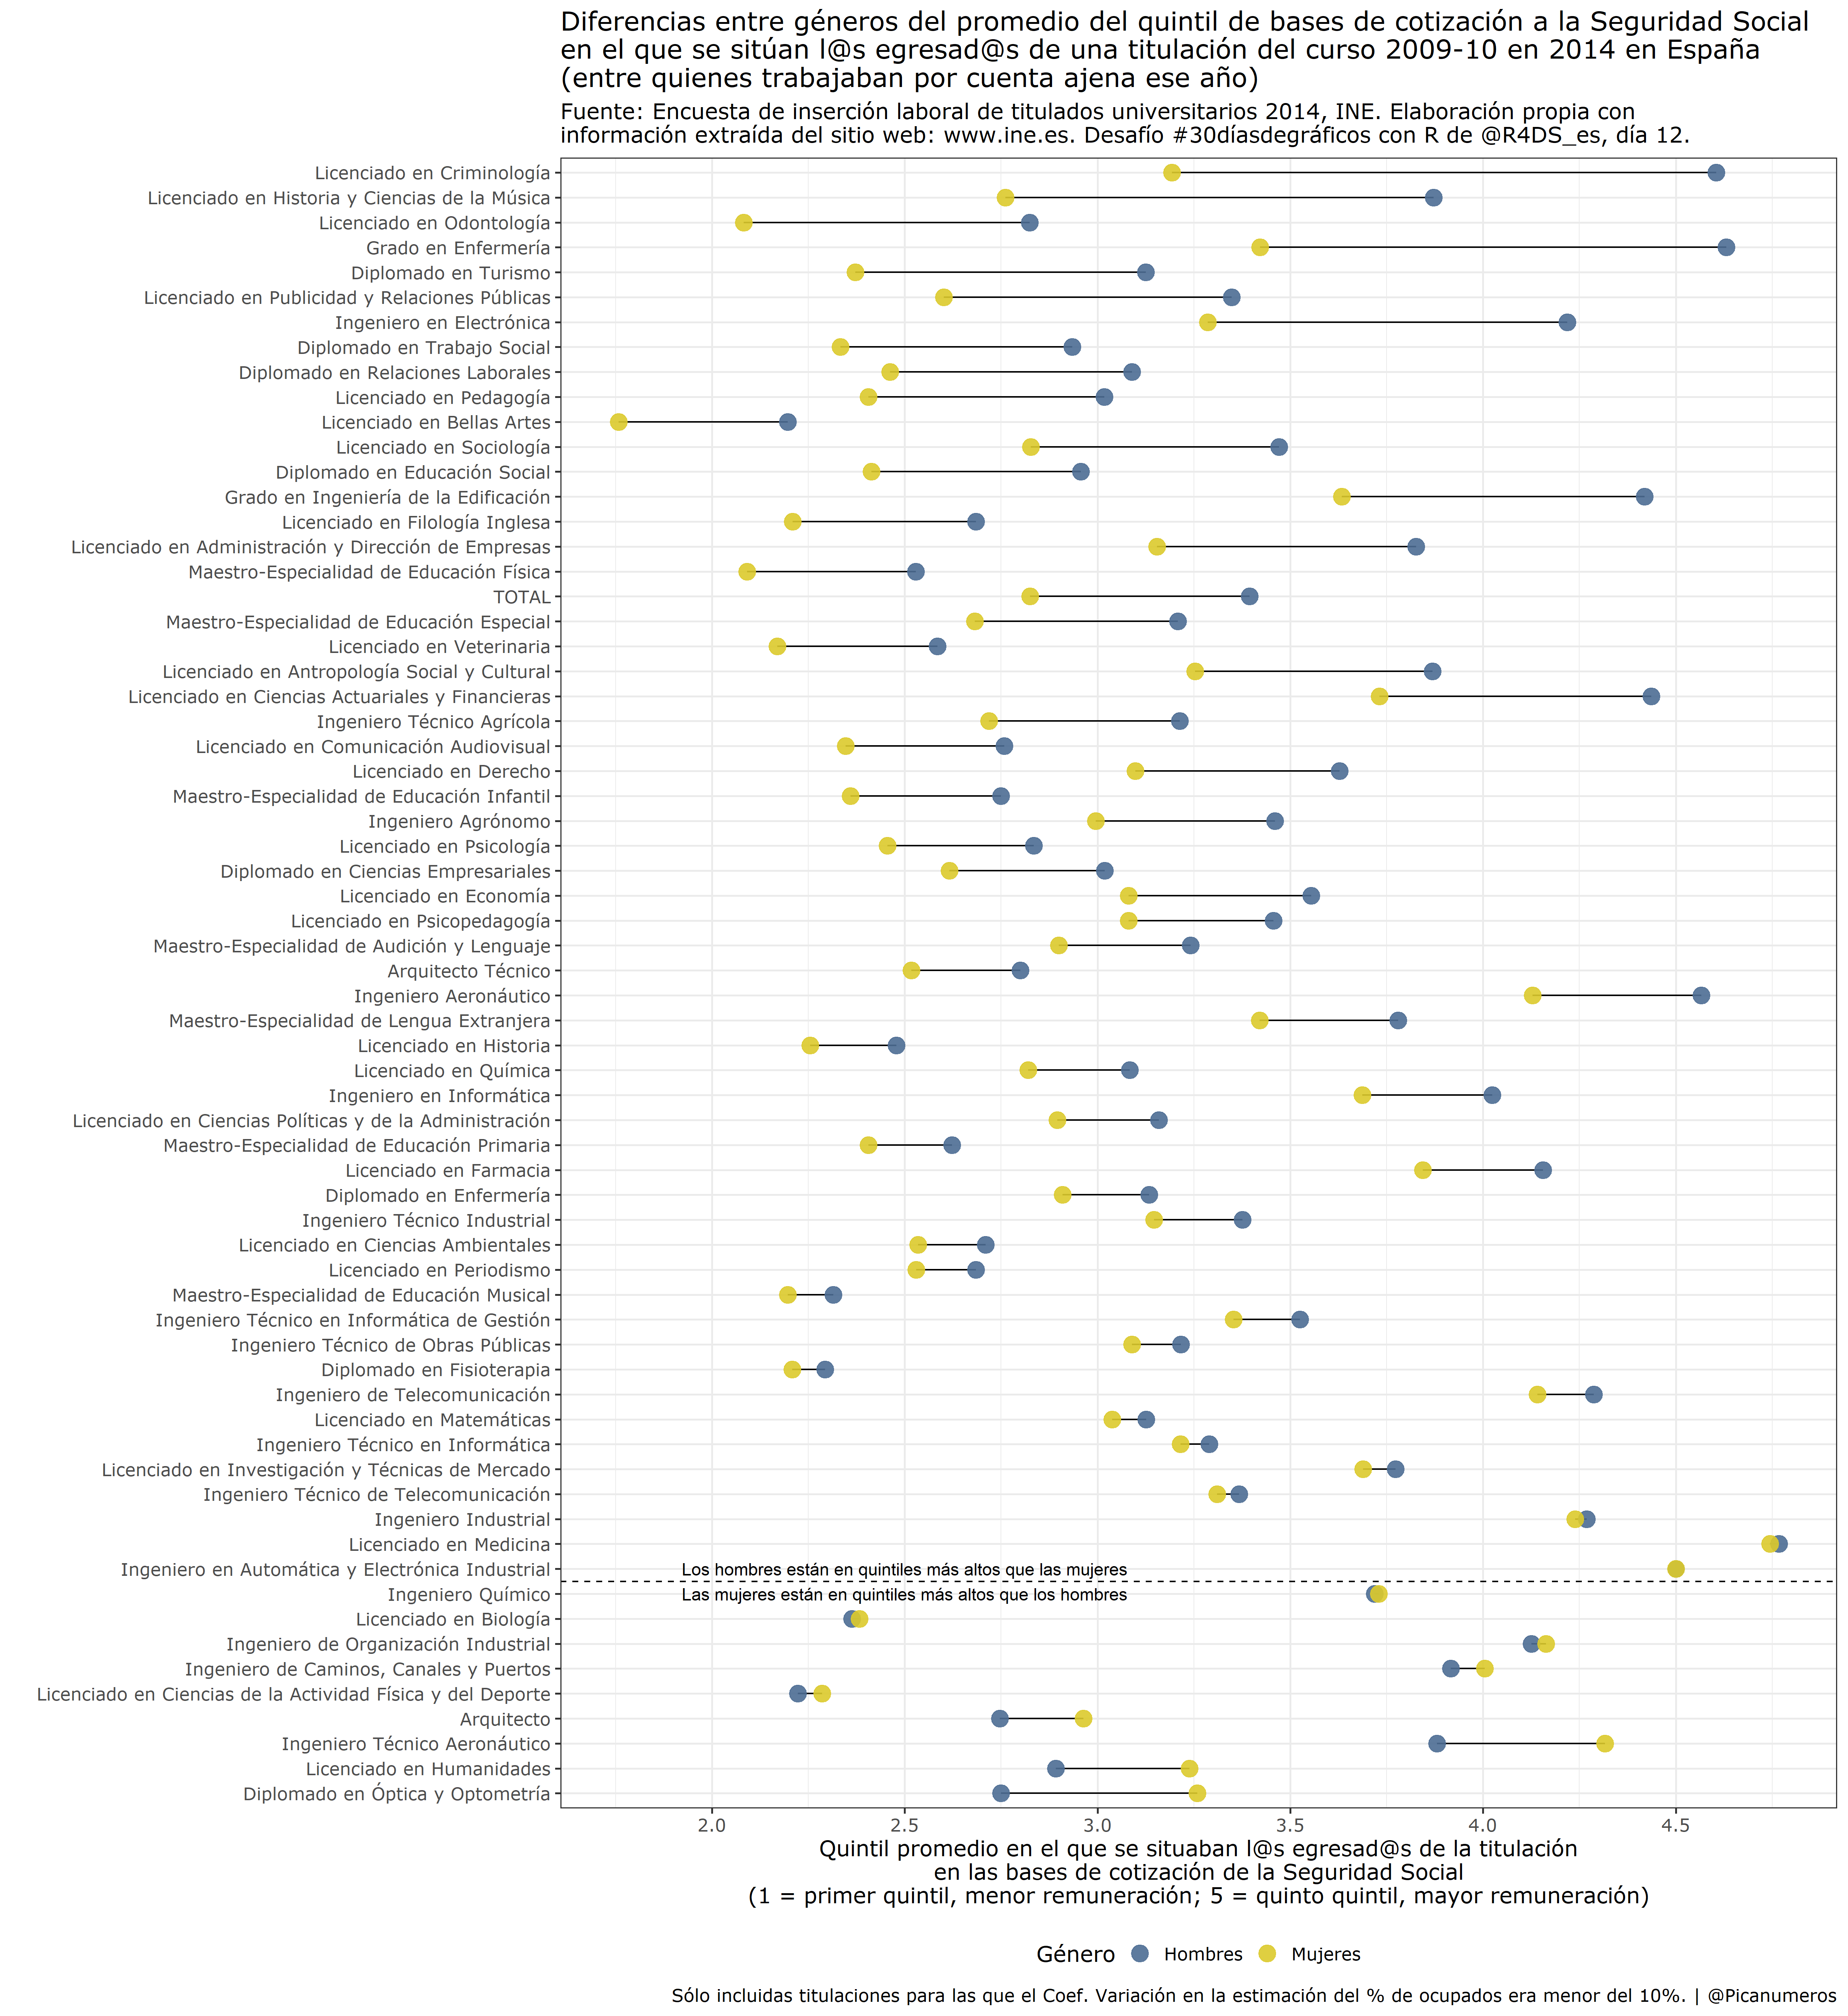 Diferencias entre géneros del promedio del quintil de bases de cotización a la Seguridad Social
en el que se sitúan l@s egresad@s de una titulación del curso 2009-10 en 2014 en España
(entre quienes trabajaban por cuenta ajena ese año)
Fuente: Encuesta de inserción laboral de titulados universitarios 2014, INE. Elaboración propia con
información extraída del sitio web: www.ine.es. Desafío #30díasdegráficos con R de @R4DS_es, día 12.
Licenciado en Criminología
Licenciado en Historia y Ciencias de la Música
Licenciado en Odontología
Grado en Enfermería
Diplomado en Turismo
Licenciado en Publicidad y Relaciones Públicas
Ingeniero en Electrónica
Diplomado en Trabajo Social
Diplomado en Relaciones Laborales
Licenciado en Pedagogía
Licenciado en Bellas Artes
Licenciado en Sociología
Diplomado en Educación Social
Grado en Ingeniería de la Edificación
Licenciado en Filología Inglesa
Licenciado en Administración y Dirección de Empresas
Maestro-Especialidad de Educación Física
TOTAL
Maestro-Especialidad de Educación Especial
Licenciado en Veterinaria
Licenciado en Antropología Social y Cultural
Licenciado en Ciencias Actuariales y Financieras
Ingeniero Técnico Agrícola
Licenciado en Comunicación Audiovisual
Licenciado en Derecho
Maestro-Especialidad de Educación Infantil
Ingeniero Agrónomo
Licenciado en Psicología
Diplomado en Ciencias Empresariales
Licenciado en Economía
Licenciado en Psicopedagogía
Maestro-Especialidad de Audición y Lenguaje
Arquitecto Técnico
Ingeniero Aeronáutico
Maestro-Especialidad de Lengua Extranjera
Licenciado en Historia
Licenciado en Química
Ingeniero en Informática
Licenciado en Ciencias Políticas y de la Administración
Maestro-Especialidad de Educación Primaria
Licenciado en Farmacia
Diplomado en Enfermería
Ingeniero Técnico Industrial
Licenciado en Ciencias Ambientales
Licenciado en Periodismo
Maestro-Especialidad de Educación Musical
Ingeniero Técnico en Informática de Gestión
Ingeniero Técnico de Obras Públicas
Diplomado en Fisioterapia
Ingeniero de Telecomunicación
Licenciado en Matemáticas
Ingeniero Técnico en Informática
Licenciado en Investigación y Técnicas de Mercado
Ingeniero Técnico de Telecomunicación
Ingeniero Industrial
Licenciado en Medicina
Ingeniero en Automática y Electrónica Industrial
Los hombres están en quintiles más altos que las mujeres
Ingeniero Químico
Las mujeres están en quintiles más altos que los hombres
Licenciado en Biología
Ingeniero de Organización Industrial
Ingeniero de Caminos, Canales y Puertos
Licenciado en Ciencias de la Actividad Física y del Deporte
Arquitecto
Ingeniero Técnico Aeronáutico
Licenciado en Humanidades
Diplomado en Óptica y Optometría
2.0 2.5 3.0 3.5 4.0 4.5
Quintil promedio en el que se situaban l@s egresad@s de la titulación
en las bases de cotización de la Seguridad Social
(1 = primer quintil, menor remuneración; 5 = quinto quintil, mayor remuneración)
Género Hombres Mujeres
Sólo incluidas titulaciones para las que el Coef. Variación en la estimación del % de ocupados era menor del 10%. | @Picanumeros